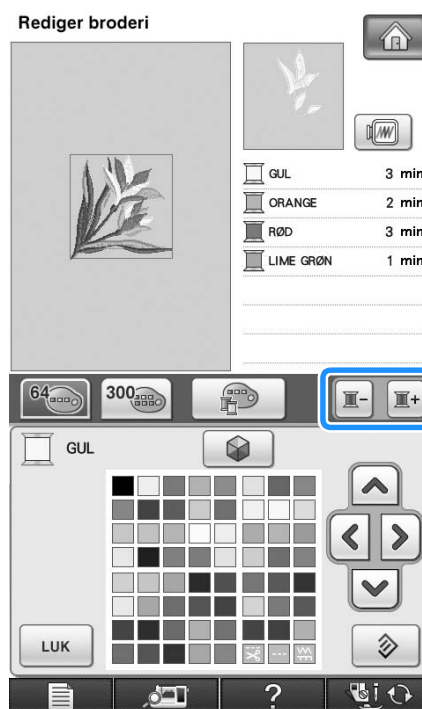 Rediger broderi
GUL 3 min
ORANGE 2 min
RØD 3 min
LIME GRØN 1 min
64 300 - +
GUL
LUK
?